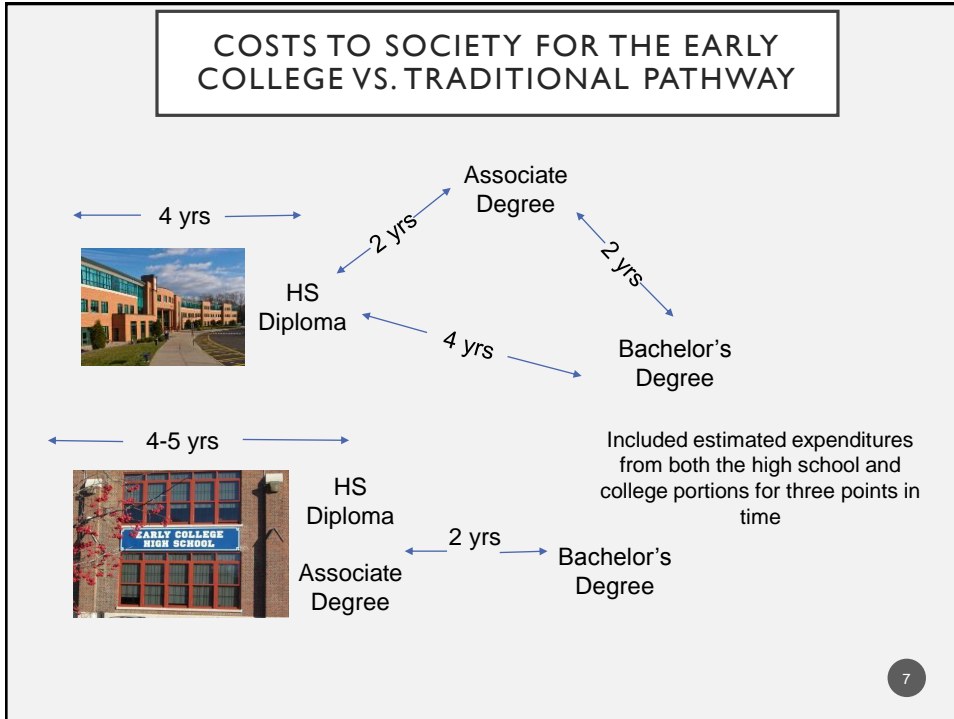 COSTS TO SOCIETY FOR THE EARLY
COLLEGE VS. TRADITIONAL PATHWAY
4 yrs
2 yrs
Associate
Degree
2 yrs
HS
Diploma
4 yrs
Bachelor's
Degree
4-5 yrs
EARLY COLLEGE
HIGH SCHOOL
HS
Diploma
Associate
Degree
2 yrs
Bachelor's
Degree
Included estimated expenditures
from both the high school and
college portions for three points in
time
7